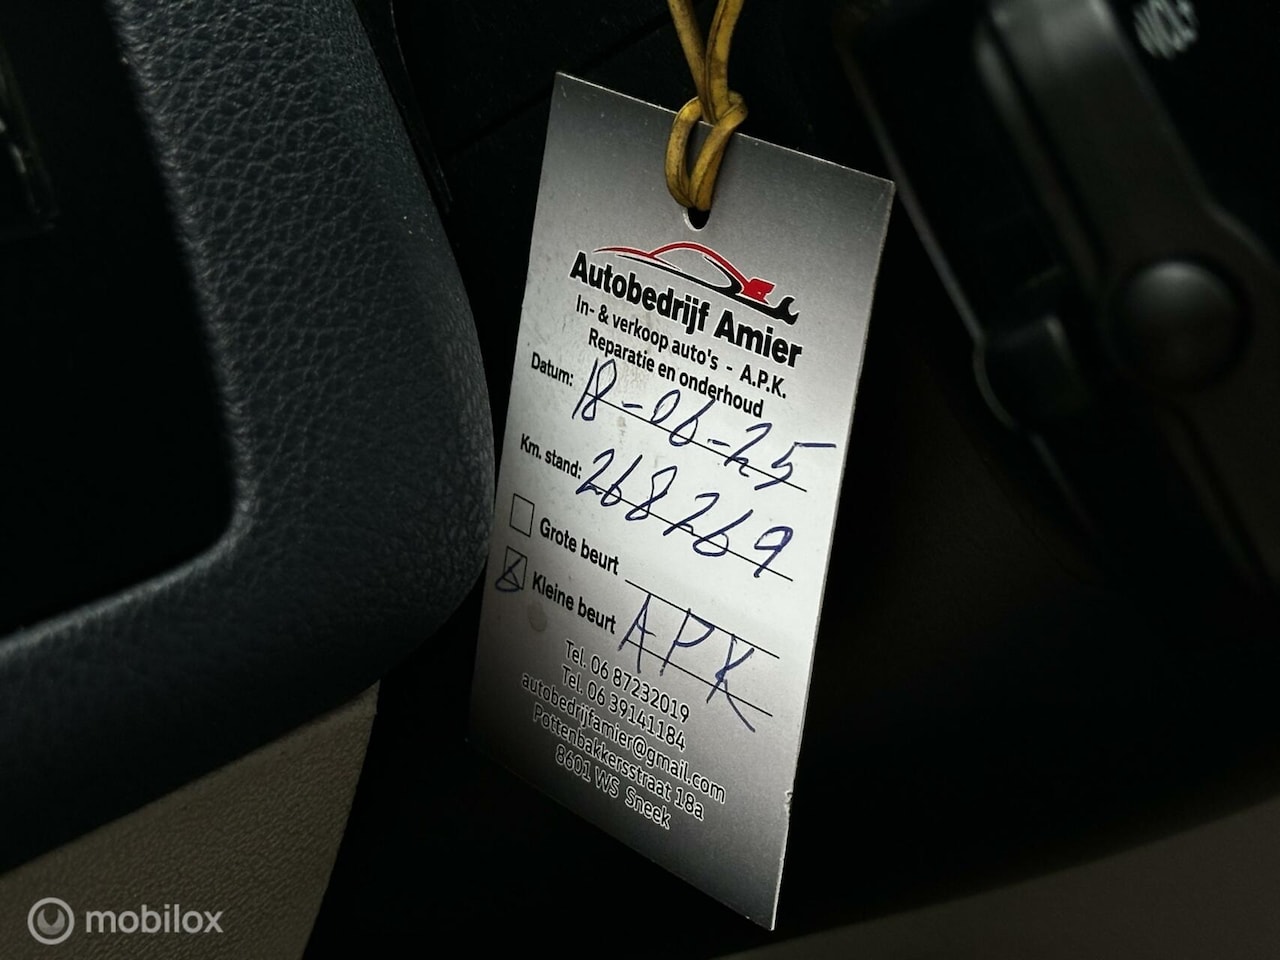 Autobedrijf Amier
In- & verkoop auto's - A.P.K.
Reparatie en onderhoud
Datum: 18-06-25
Km. stand: 268269
Grote beurt
Kleine beurt APK
Tel. 06 87232019
Tel. 06 39141184
autobedrijfamier@gmail.com
Pottenbakkersstraat 18a
8601 WS Sneek
mobilox